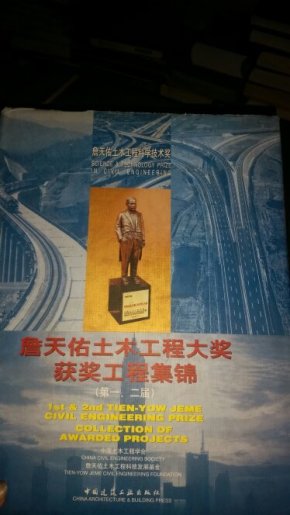 詹天佑土木工程科学技术奖
SCIENCE & TECHNOLOGY PRIZE
IN CIVIL ENGINEERING
詹天佑土木工程大奖
获奖工程集锦
(第一、二届)
1st & 2nd TIEN-YOW JEME
CIVIL ENGINEERING PRIZE
COLLECTION OF
AWARDED PROJECTS
中国土木工程学会
CHINA CIVIL ENGINEERING SOCIETY
詹天佑土木工程科技发展基金
TIEN-YOW JEME CIVIL ENGINEERING FOUNDATION
中国建筑工业出版社
CHINA ARCHITECTURE & BUILDING PRESS